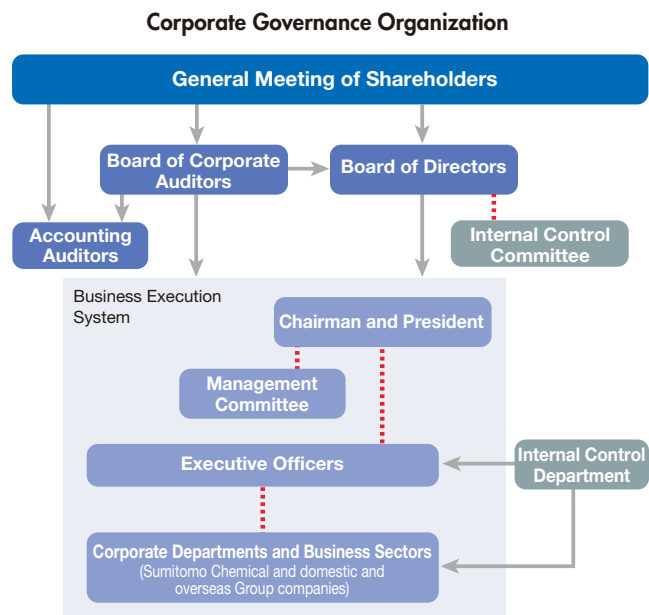 Corporate Governance Organization
General Meeting of Shareholders
Board of Corporate
Auditors
Board of Directors
Accounting
Auditors
Internal Control
Committee
Business Execution
System
Chairman and President
Management
Committee
Executive Officers
Internal Control
Department
Corporate Departments and Business Sectors
(Sumitomo Chemical and domestic and
overseas Group companies)